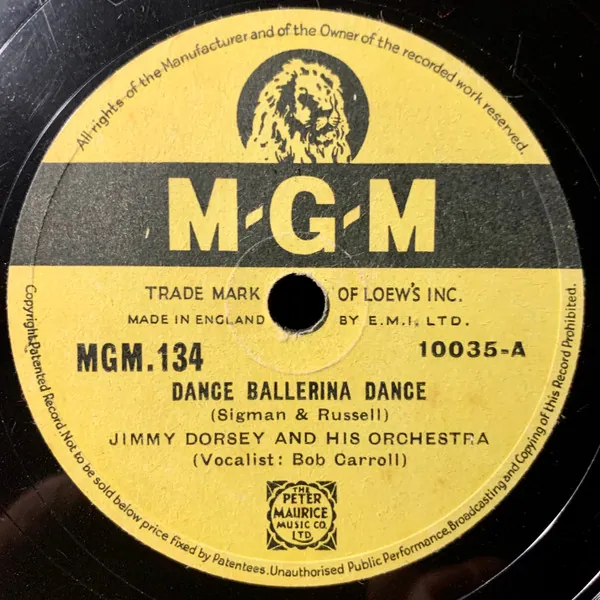 All rights of the Manufacturer and of the Owner of the recorded work reserved.
M-G-M
TRADE MARK OF LOEW'S INC.
MADE IN ENGLAND BY E.M.I. LTD.
MGM.134 10035-A
DANCE BALLERINA DANCE
(Sigman & Russell)
JIMMY DORSEY AND HIS ORCHESTRA
(Vocalist: Bob Carroll)
THE
PETER
MAURICE
MUSIC CO.
LTD.
Copyright. Patented Record. Not to be sold below price fixed by Patentees. Unauthorised Public Performance, Broadcasting and Copying of this Record Prohibited.